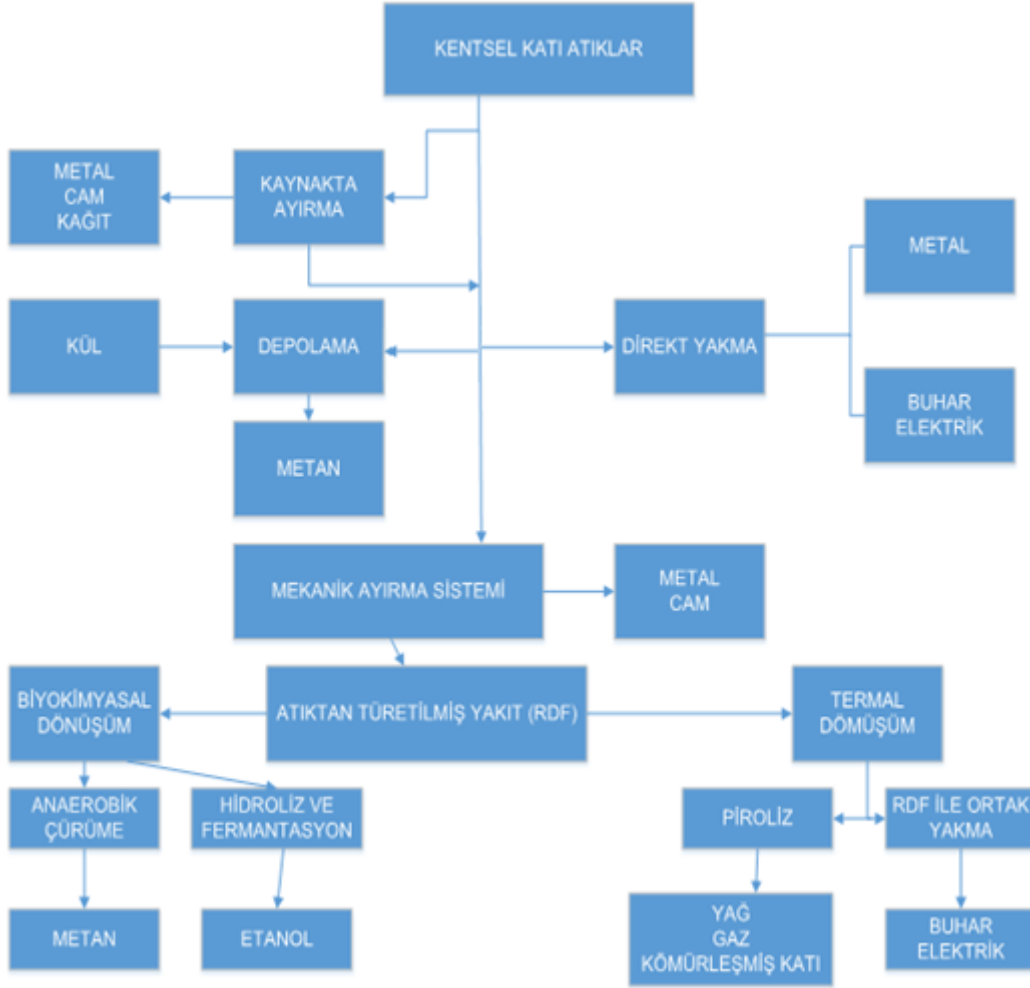 KENTSEL KATI ATIKLAR
METAL
CAM
KAĞIT
KAYNAKTA
AYIRMA
METAL
KÜL
DEPOLAMA
DİREKT YAKMA
BUHAR
ELEKTRİK
METAN
MEKANİK AYIRMA SİSTEMİ
METAL
CAM
BİYOKİMYASAL
DÖNÜŞÜM
ATIKTAN TÜRETİLMİŞ YAKIT (RDF)
TERMAL
DÖMÜŞÜM
ANAEROBİK
ÇÜRÜME
HİDROLİZ VE
FERMANTASYON
PİROLİZ
RDF İLE ORTAK
YAKMA
METAN
ETANOL
YAĞ
GAZ
KÖMÜRLEŞMİŞ KATI
BUHAR
ELEKTRİK